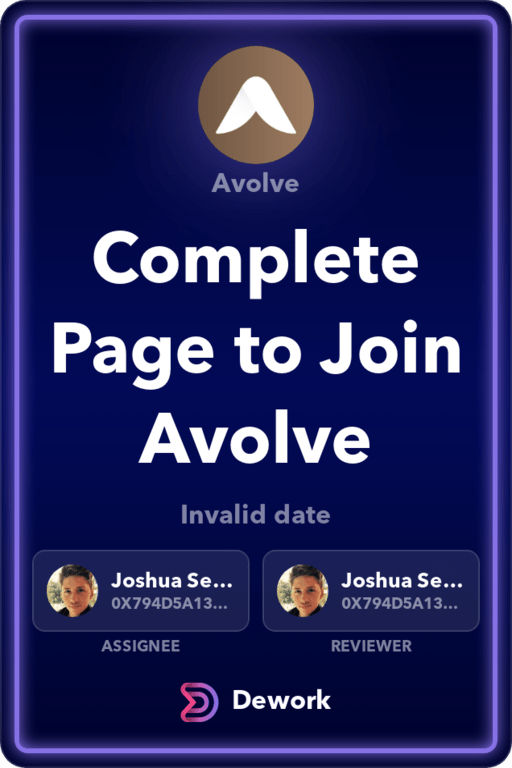 Avolve
Complete
Page to Join
Avolve
Invalid date
Joshua Se...
0X794D5A13...
ASSIGNEE
Joshua Se...
0X794D5A13...
REVIEWER
Dework